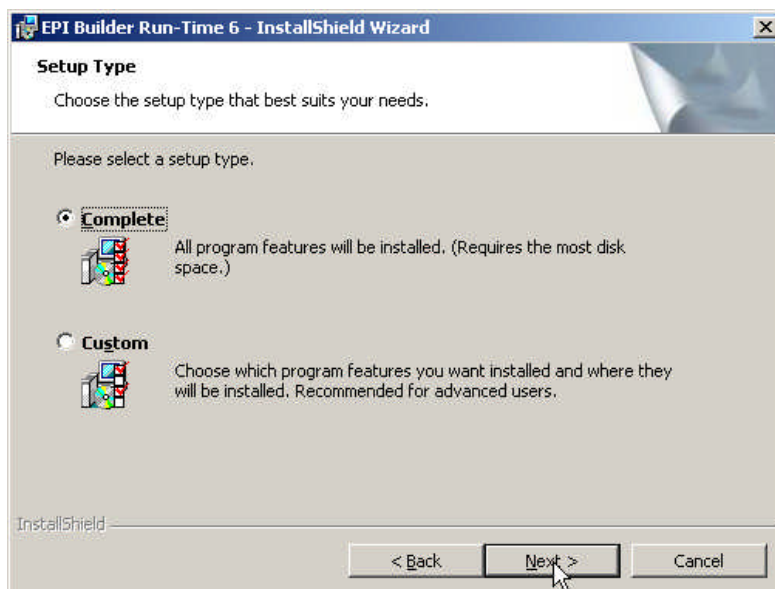 EPI Builder Run-Time 6 - InstallShield Wizard
Setup Type
Choose the setup type that best suits your needs.
Please select a setup type.
Complete
All program features will be installed. (Requires the most disk
space.)
Custom
Choose which program features you want installed and where they
will be installed. Recommended for advanced users.
InstallShield
< Back
Next >
Cancel